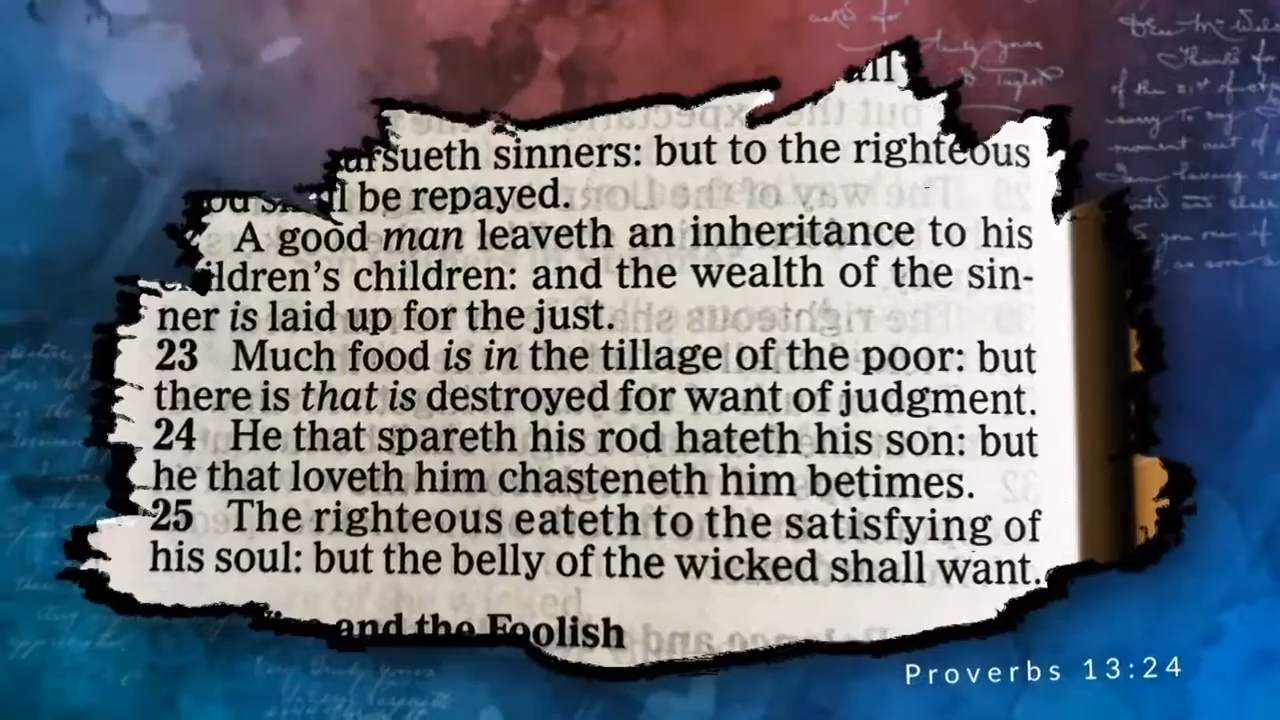 sueth sinners: but to the righteous
be repayed.
A good man leaveth an inheritance to his
children's children: and the wealth of the sin-
ner is laid up for the just.
23 Much food is in the tillage of the poor: but
there is that is destroyed for want of judgment.
24 He that spareth his rod hateth his son: but
he that loveth him chasteneth him betimes.
25 The righteous eateth to the satisfying of
his soul: but the belly of the wicked shall want.
and the Foolish
Proverbs 13:24